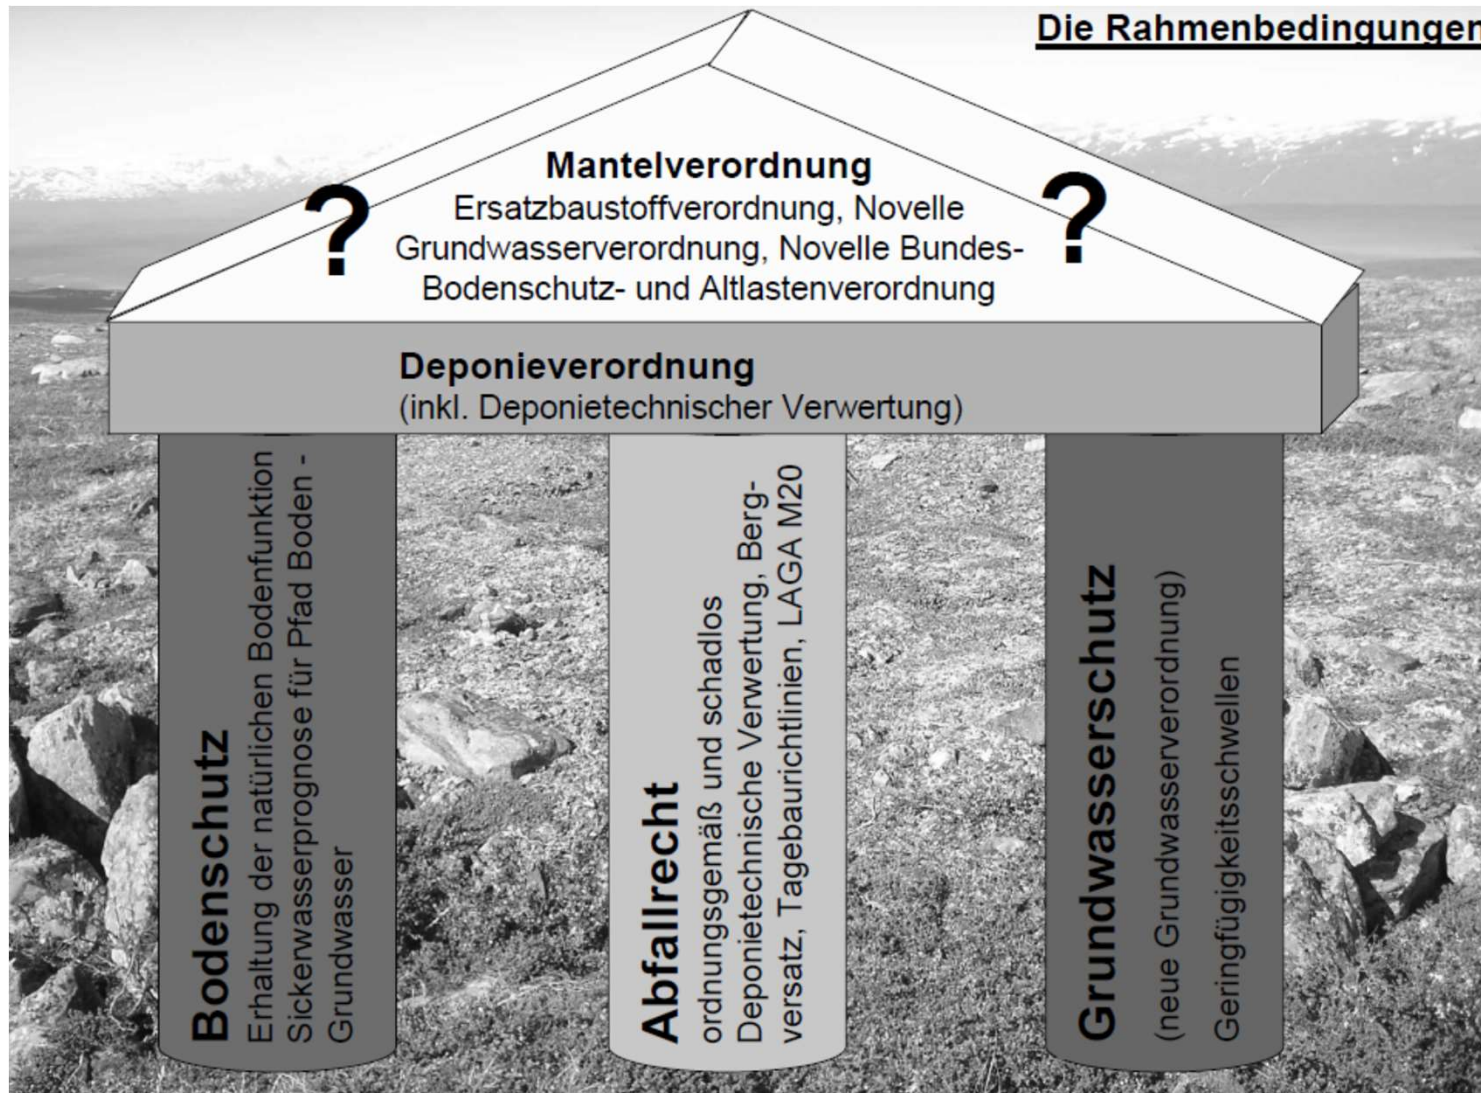 Die Rahmenbedingungen
Mantelverordnung
Ersatzbaustoffverordnung, Novelle
Grundwasserverordnung, Novelle Bundes-
Bodenschutz- und Altlastenverordnung
?
?
Deponieverordnung
(inkl. Deponietechnischer Verwertung)
Bodenschutz
Erhaltung der natürlichen Bodenfunktion
Sickerwasserprognose für Pfad Boden -
Grundwasser
Abfallrecht
ordnungsgemäß und schadlos
Deponietechnische Verwertung, Berg-
versatz, Tagebaurichtlinien, LAGA M20
Grundwasserschutz
(neue Grundwasserverordnung)
Geringfügigkeitsschwellen